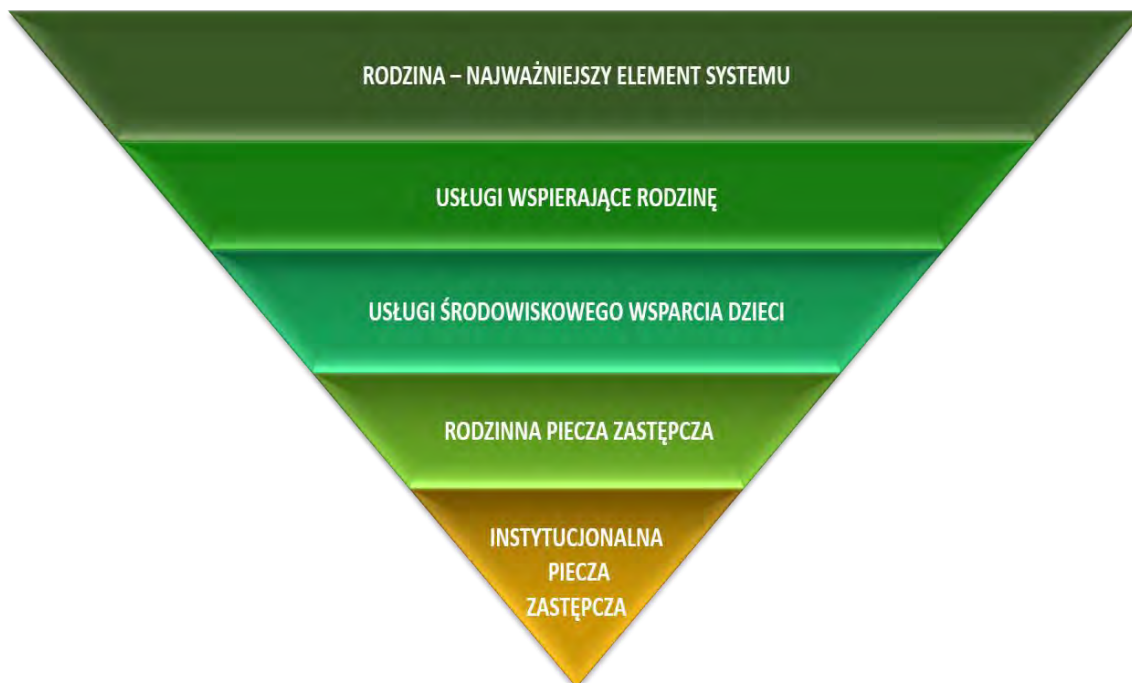 RODZINA – NAJWAŻNIEJSZY ELEMENT SYSTEMU
USŁUGI WSPIERAJĄCE RODZINĘ
USŁUGI ŚRODOWISKOWEGO WSPARCIA DZIECI
RODZINNA PIECZA ZASTĘPCZA
INSTYTUCJONALNA
PIECZA
ZASTĘPCZA